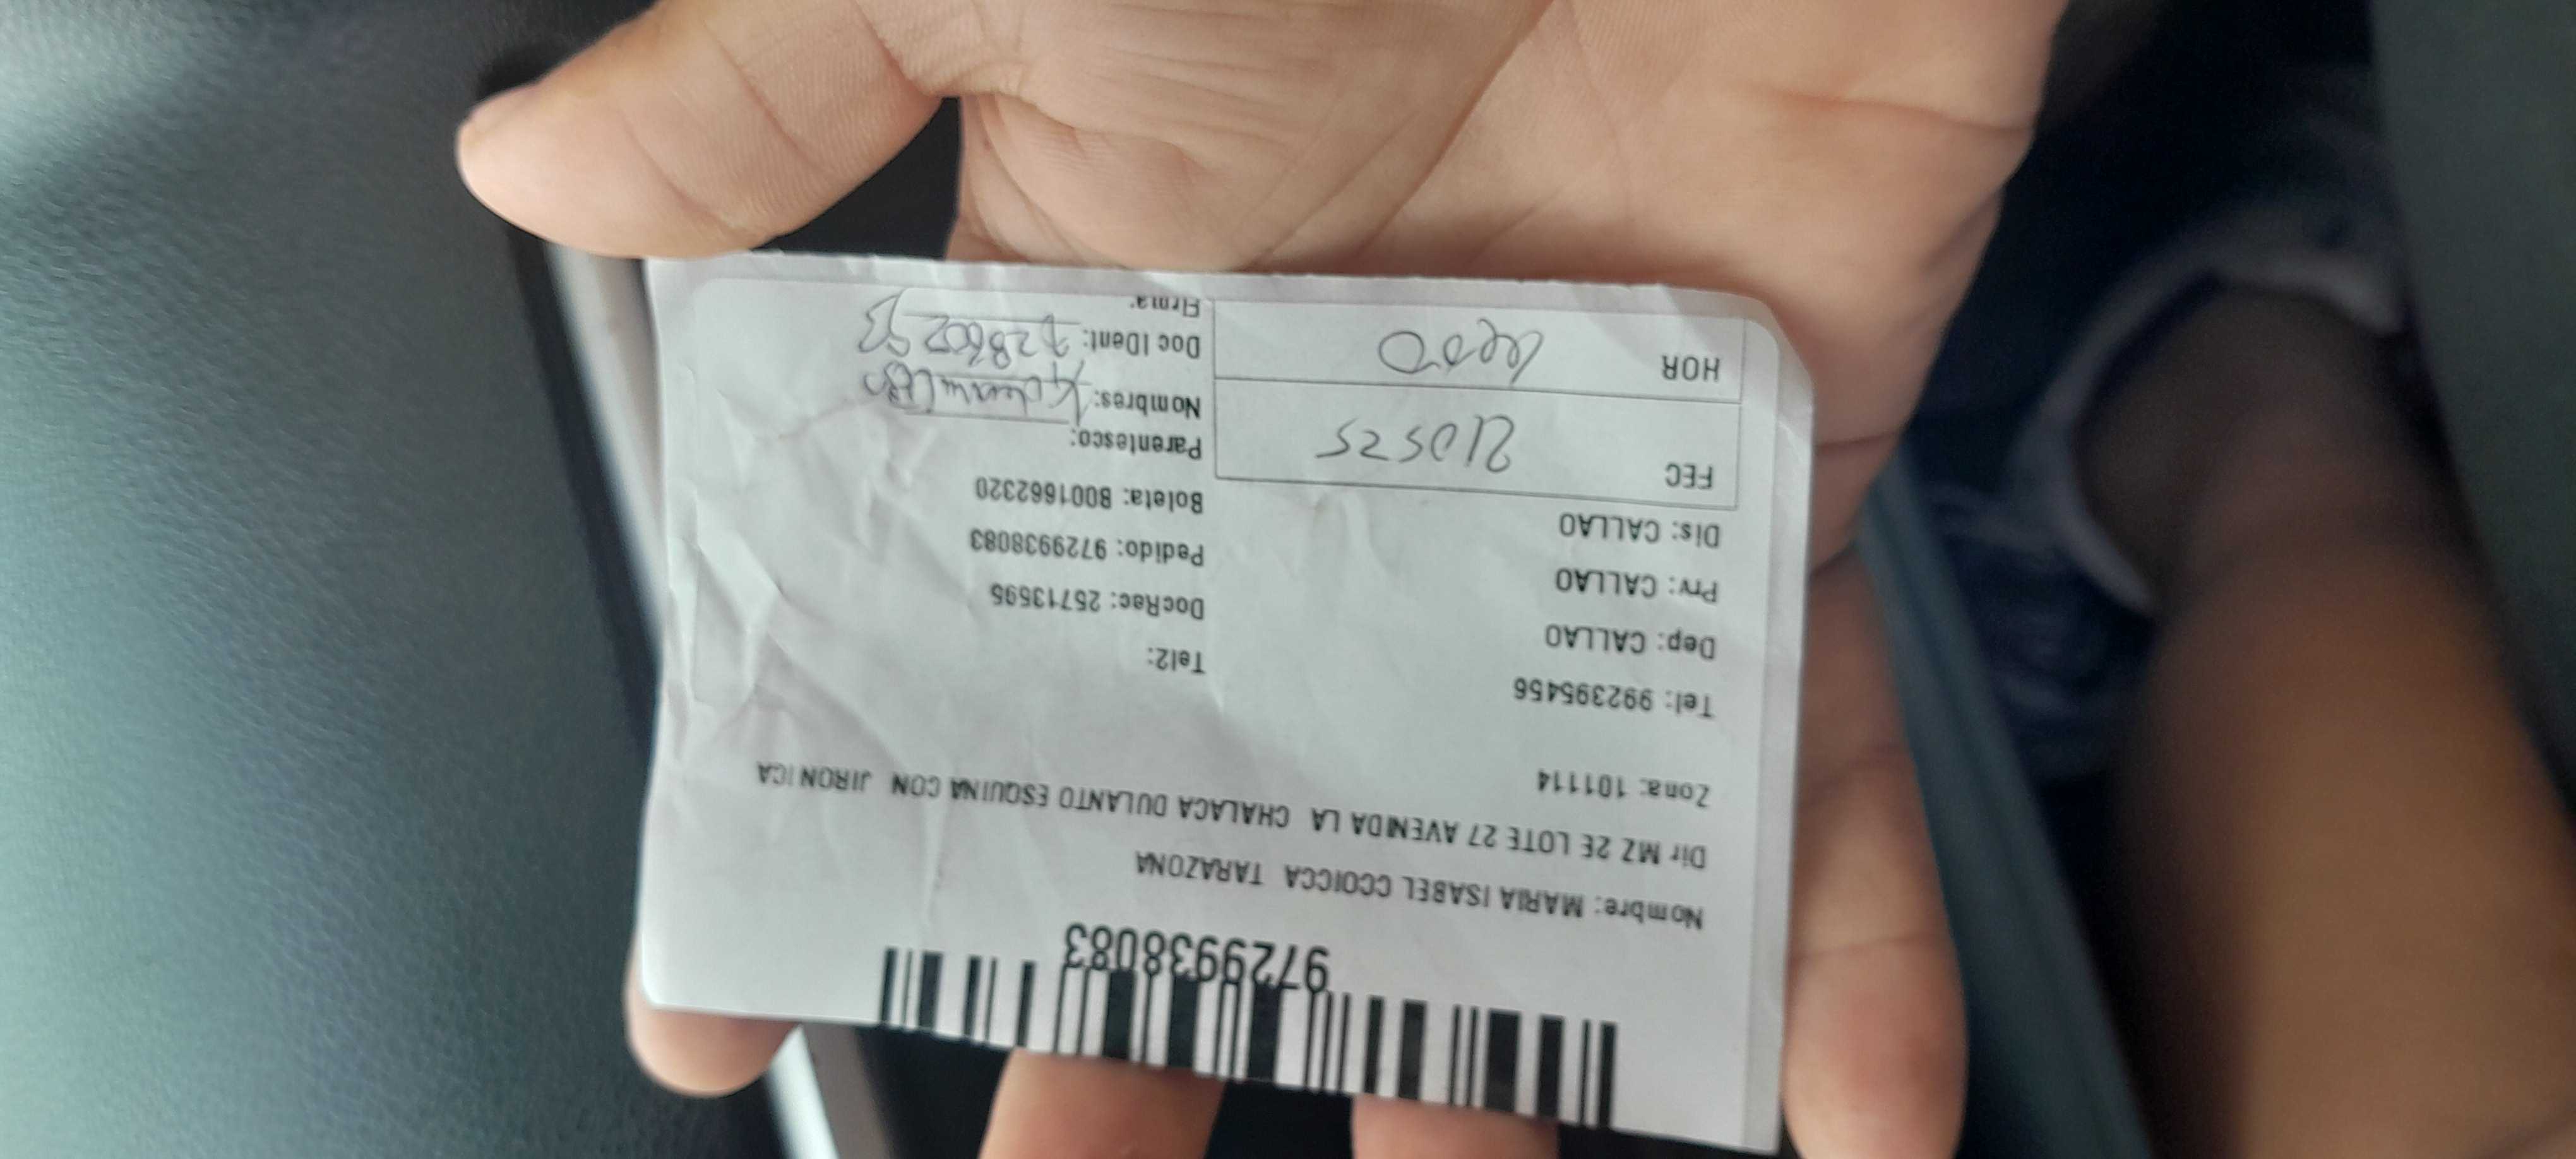 9729938083
Nombre: MARIA ISABEL CCOICCA TARAZONA
Dir MZ 2E LOTE 27 AVENIDA LA CHALACA DULANTO ESQUINA CON JIRON ICA
Zona: 101114
Tel: 992395456 Tel2:
Dep: CALLAO DocRec: 25713595
Prv: CALLAO Pedido: 9729938083
Dis: CALLAO Boleta: B001662320
FEC 210525 Parentesco:
Nombres:
HOR Doc IDent:
Firma: